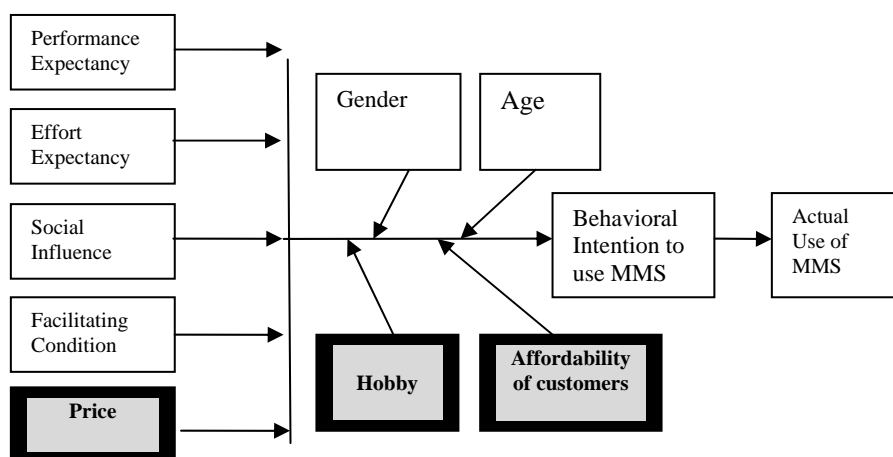 Performance
Expectancy
Effort
Expectancy
Social
Influence
Facilitating
Condition
Price
Gender
Age
Hobby
Affordability
of customers
Behavioral
Intention to
use MMS
Actual
Use of
MMS